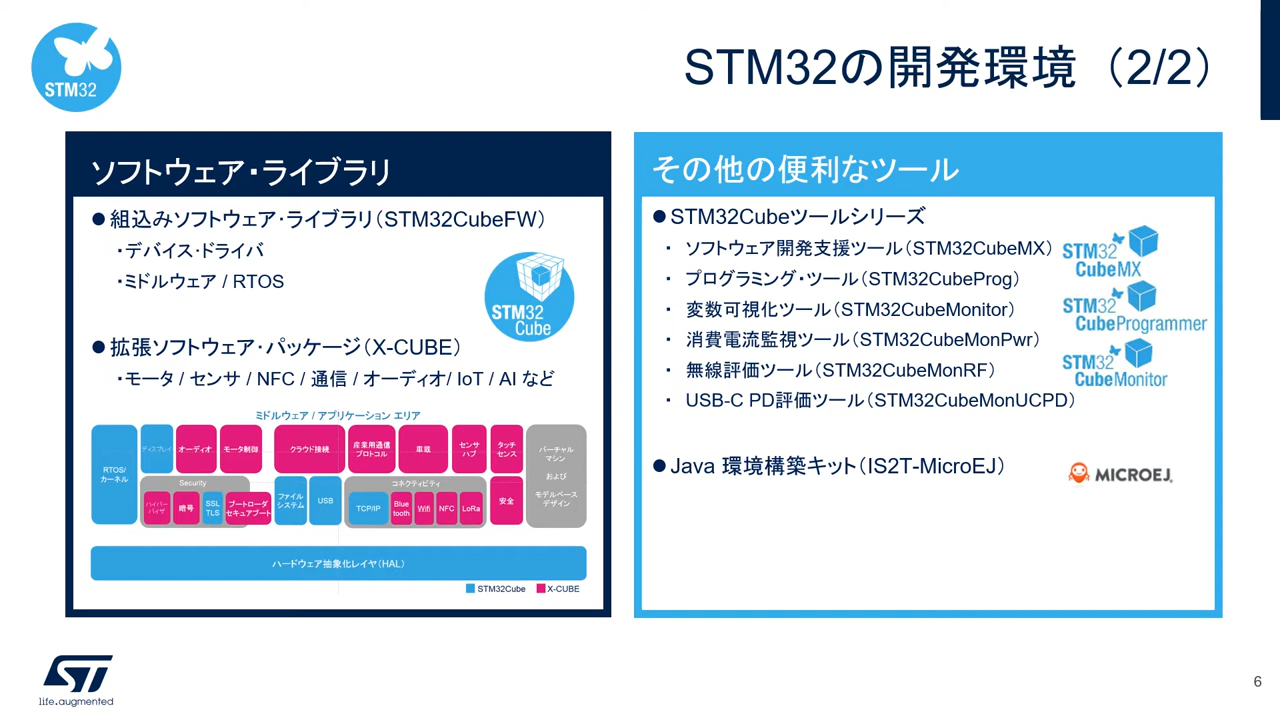 STM32
STM32の開発環境（2/2）
ソフトウェア・ライブラリ
●組込みソフトウェア・ライブラリ（STM32CubeFW）
・デバイス・ドライバ
・ミドルウェア / RTOS
STM32
Cube
●拡張ソフトウェア・パッケージ（X-CUBE）
・モータ / センサ / NFC / 通信 / オーディオ/ IoT / AI など
ミドルウェア / アプリケーション エリア
RTOS/
カーネル
ディスプレイ
オーディオ
モータ制御
クラウド接続
産業用通信
プロトコル
車載
センサ
ハブ
タッチ
センス
バーチャル
マシン
および
モデルベース
デザイン
Security
ハイパー
バイザ
暗号
SSL
TLS
ブートローダ
セキュアブート
ファイル
システム
USB
コネクティビティ
TCP/IP
Blue
tooth
Wifi
NFC
LoRa
安全
ハードウェア抽象化レイヤ（HAL）
STM32Cube
X-CUBE
その他の便利なツール
●STM32Cubeツールシリーズ
・ ソフトウェア開発支援ツール（STM32CubeMX）
・ プログラミング・ツール（STM32CubeProg）
・ 変数可視化ツール（STM32CubeMonitor）
・ 消費電流監視ツール（STM32CubeMonPwr）
・ 無線評価ツール（STM32CubeMonRF）
・ USB-C PD評価ツール（STM32CubeMonUCPD）
STM32
CubeMX
STM32
CubeProgrammer
STM32
CubeMonitor
●Java 環境構築キット（IS2T-MicroEJ）
MICROEJ.
ST
life.augmented
6